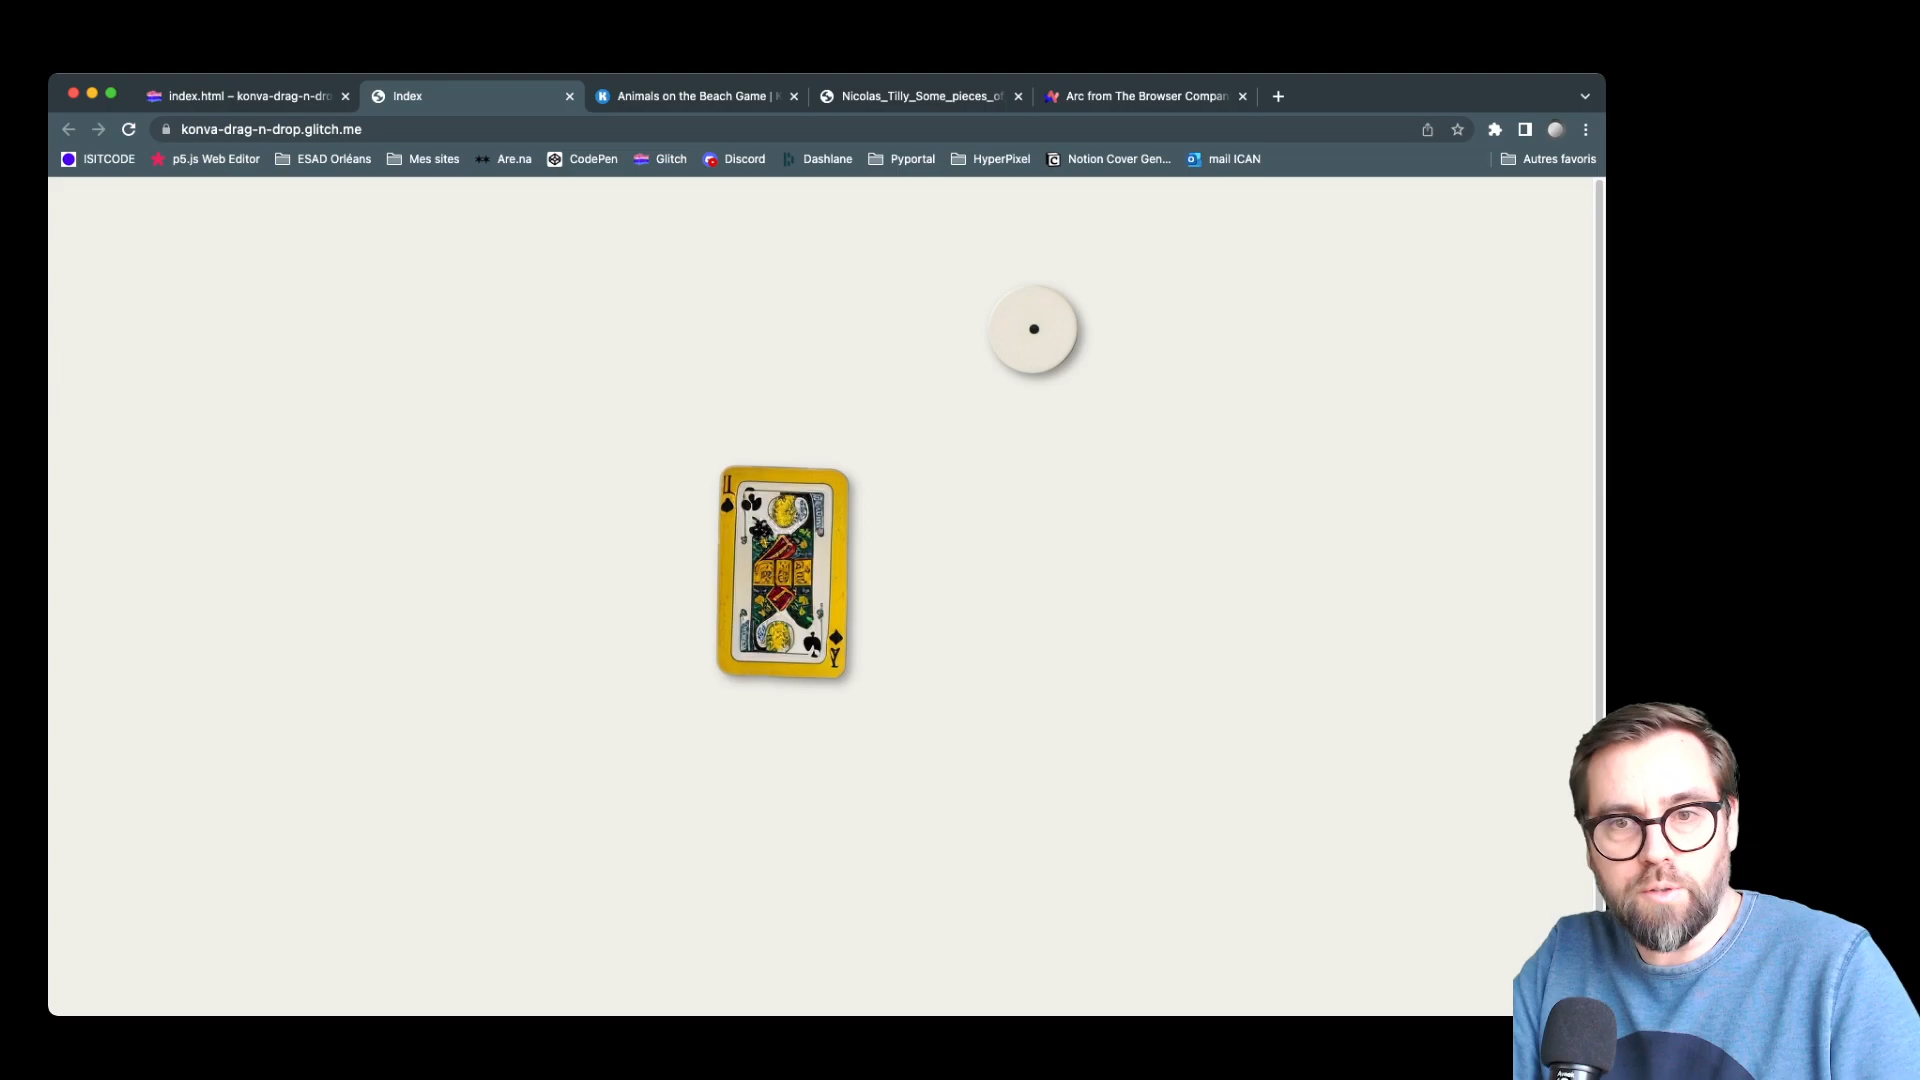 index.html – konva-drag-n-dro
Index
Animals on the Beach Game | K
Nicolas_Tilly_Some_pieces_of
Arc from The Browser Compan
konva-drag-n-drop.glitch.me
ISITCODE
p5.js Web Editor
ESAD Orléans
Mes sites
Are.na
CodePen
Glitch
Discord
Dashlane
Pyportal
HyperPixel
Notion Cover Gen...
mail ICAN
Autres favoris